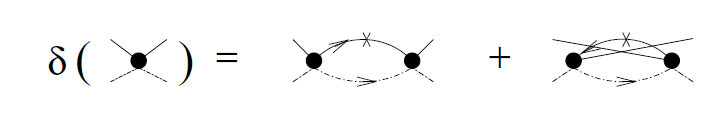 δ ( ) = +